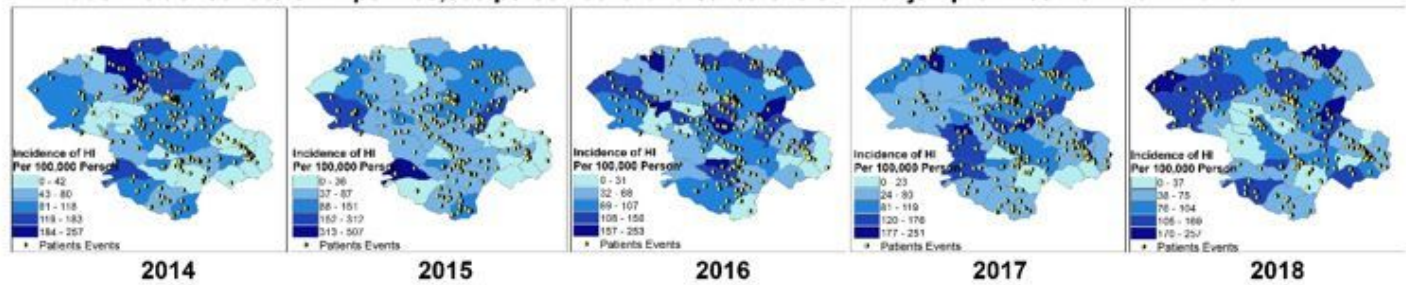 Incidence of HI
Per 100,000 Person
0 - 42
43 - 80
81 - 118
119 - 183
184 - 257
Patients Events
2014
Incidence of HI
Per 100,000 Person
0 - 36
37 - 87
88 - 151
152 - 312
313 - 507
Patients Events
2015
Incidence of HI
Per 100,000 Person
0 - 31
32 - 68
69 - 107
108 - 156
157 - 253
Patients Events
2016
Incidence of HI
Per 100,000 Person
0 - 23
24 - 80
81 - 119
120 - 176
177 - 251
Patients Events
2017
Incidence of HI
Per 100,000 Person
0 - 37
38 - 75
76 - 104
105 - 169
170 - 257
Patients Events
2018